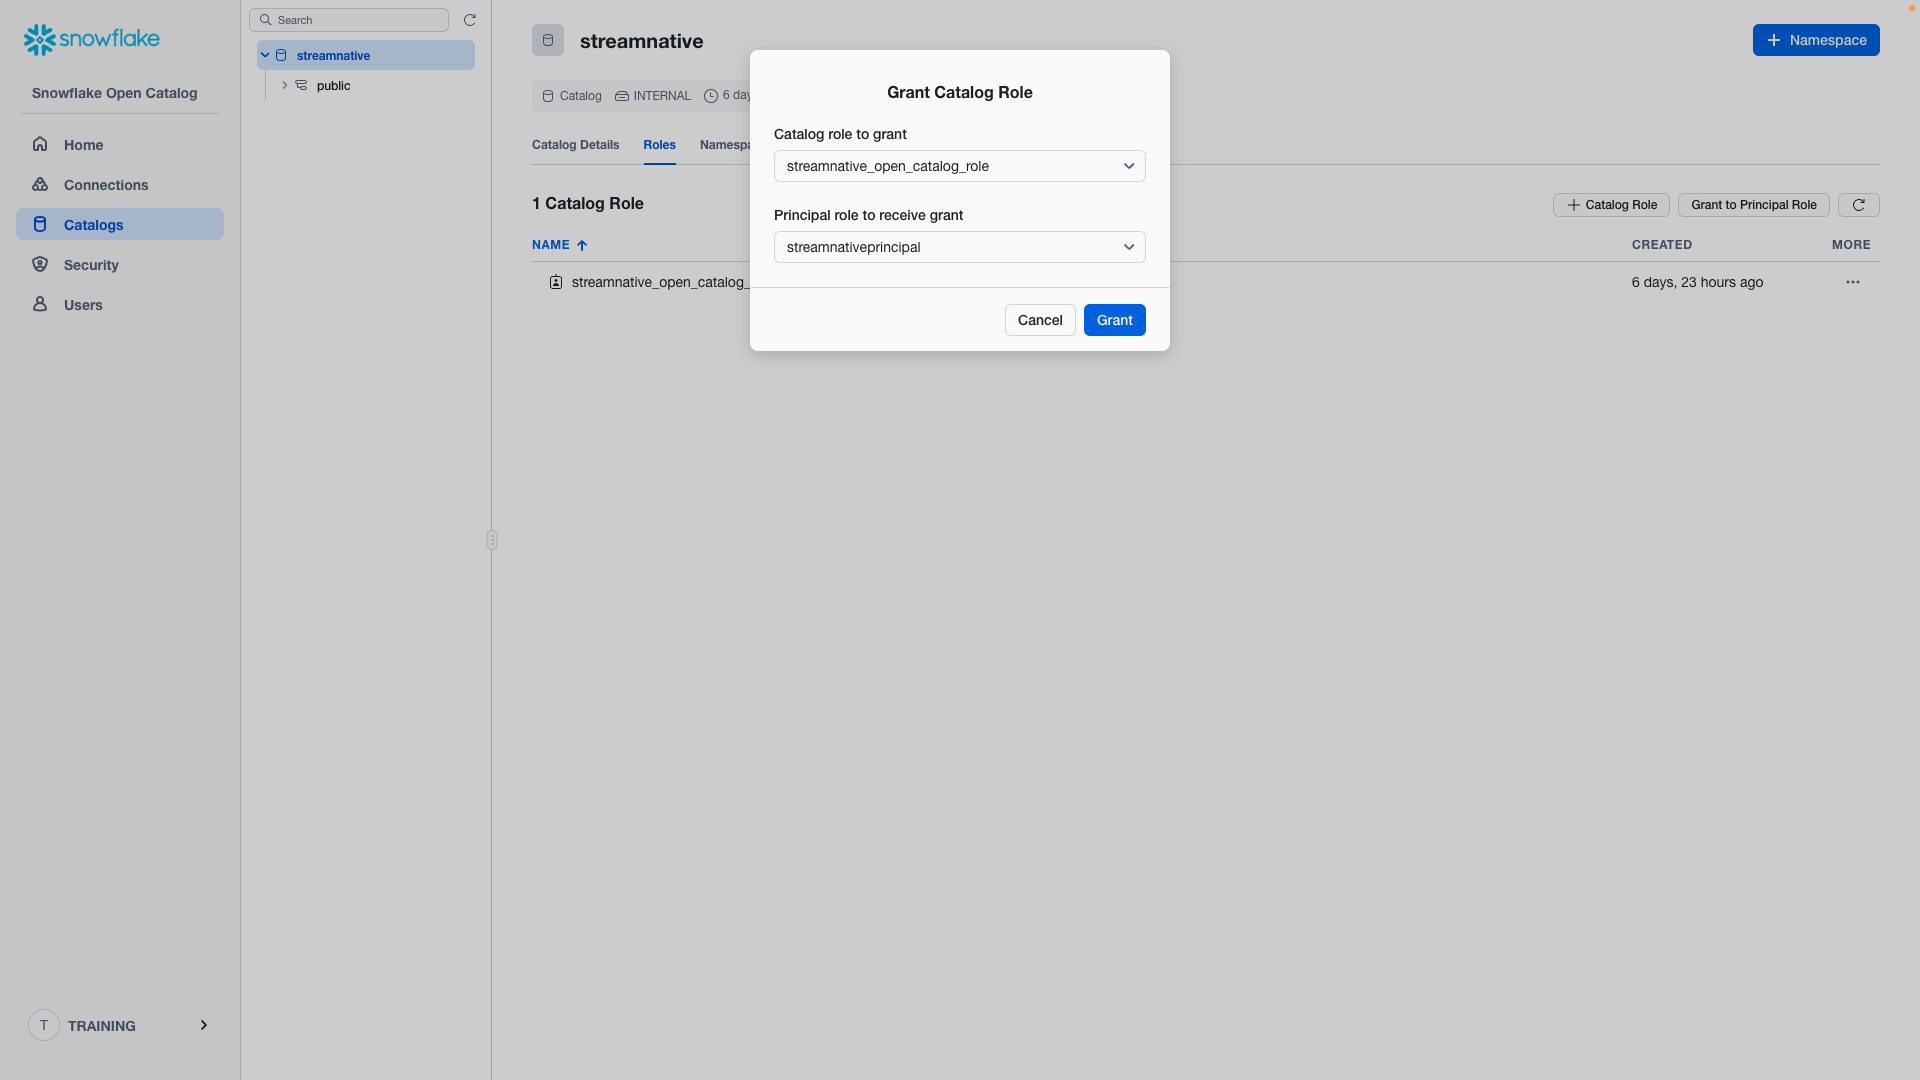 snowflake
Snowflake Open Catalog
Home
Connections
Catalogs
Security
Users
T TRAINING
Search
streamnative
public
streamnative
Namespace
Catalog INTERNAL 6
Catalog Details Roles
1 Catalog Role
Catalog Role Grant to Principal Role
NAME CREATED MORE
streamnative_open_catalog_ 6 days, 23 hours ago
Grant Catalog Role
Catalog role to grant
streamnative_open_catalog_role
Principal role to receive grant
streamnativeprincipal
Cancel Grant